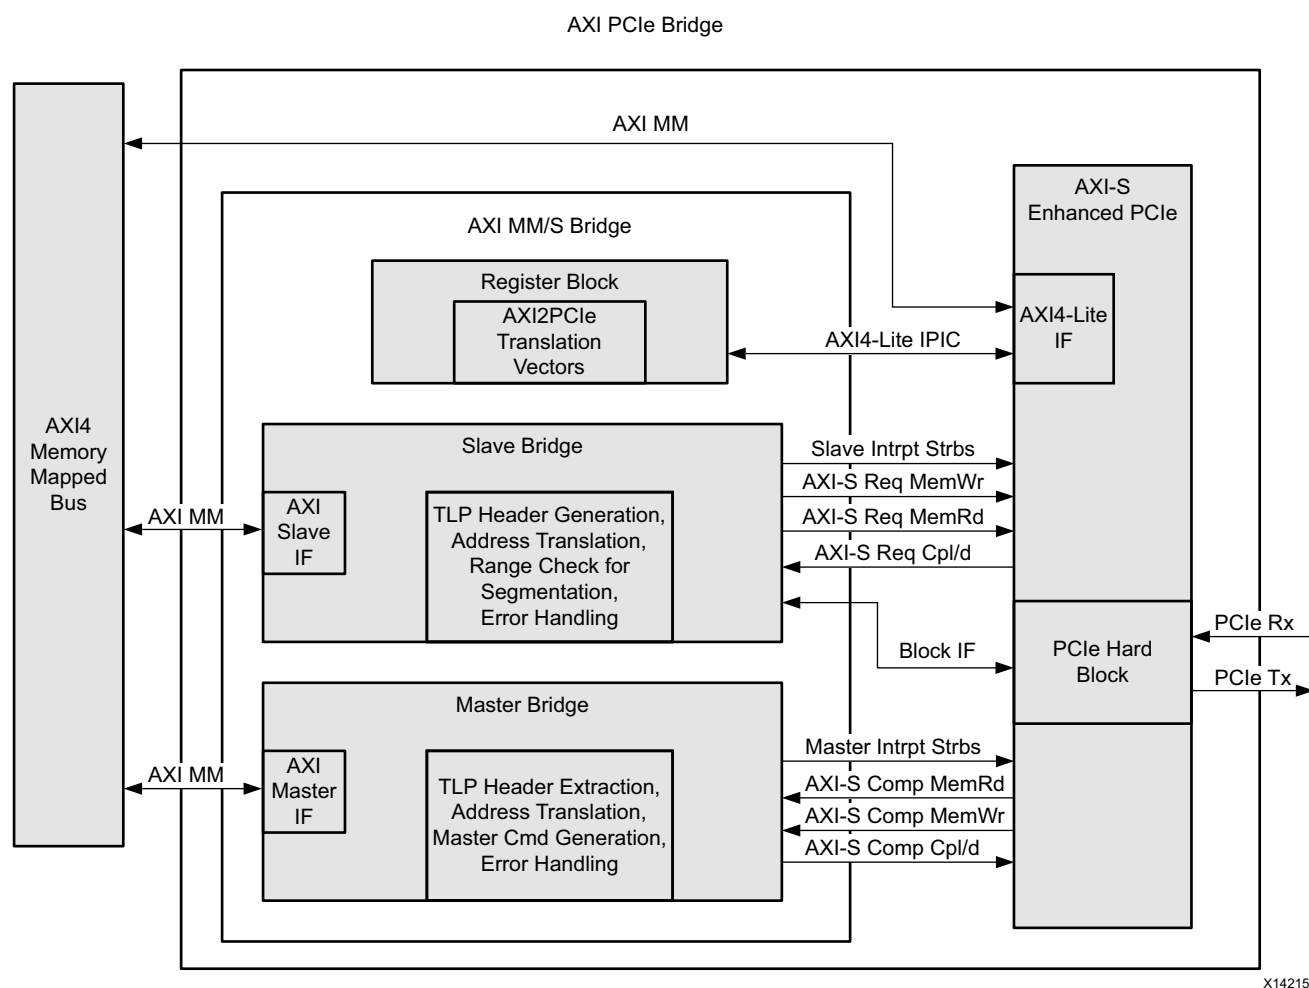 AXI PCIe Bridge
AXI MM
AXI-S
Enhanced PCIe
AXI MM/S Bridge
Register Block
AXI2PCIe
Translation
Vectors
AXI4-Lite
IF
AXI4-Lite IPIC
AXI4
Memory
Mapped
Bus
Slave Bridge
Slave Intrpt Strbs
AXI-S Req MemWr
AXI-S Req MemRd
AXI-S Req Cpl/d
AXI MM
AXI
Slave
IF
TLP Header Generation,
Address Translation,
Range Check for
Segmentation,
Error Handling
Block IF
PCIe Hard
Block
PCIe Rx
PCIe Tx
Master Bridge
Master Intrpt Strbs
AXI-S Comp MemRd
AXI-S Comp MemWr
AXI-S Comp Cpl/d
AXI MM
AXI
Master
IF
TLP Header Extraction,
Address Translation,
Master Cmd Generation,
Error Handling
X14215